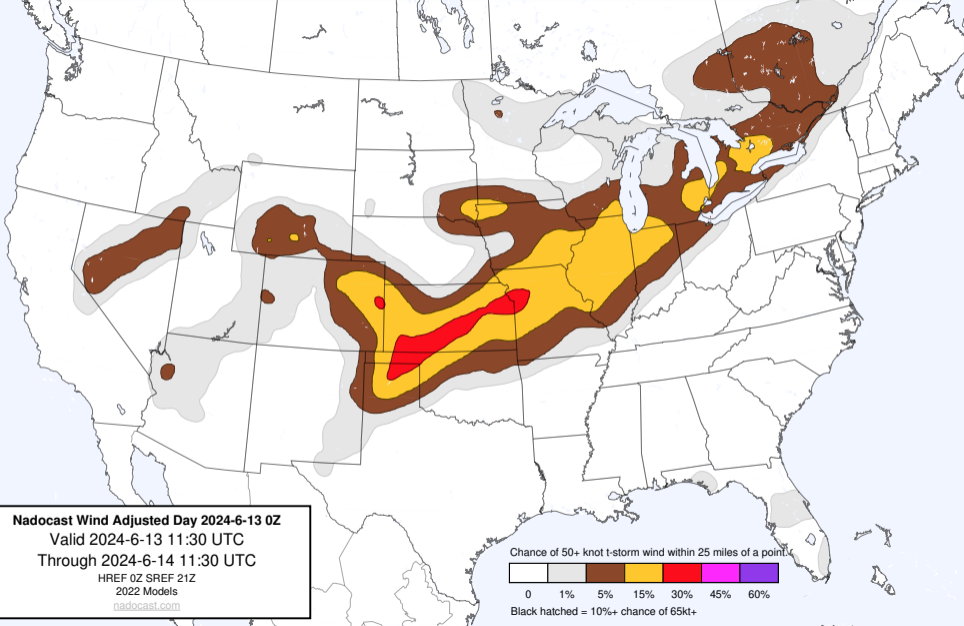 Nadocast Wind Adjusted Day 2024-6-13 0Z
Valid 2024-6-13 11:30 UTC
Through 2024-6-14 11:30 UTC
HREF 0Z SREF 21Z
2022 Models
nadocast.com
Chance of 50+ knot t-storm wind within 25 miles of a point.
0 1% 5% 15% 30% 45% 60%
Black hatched = 10%+ chance of 65kt+